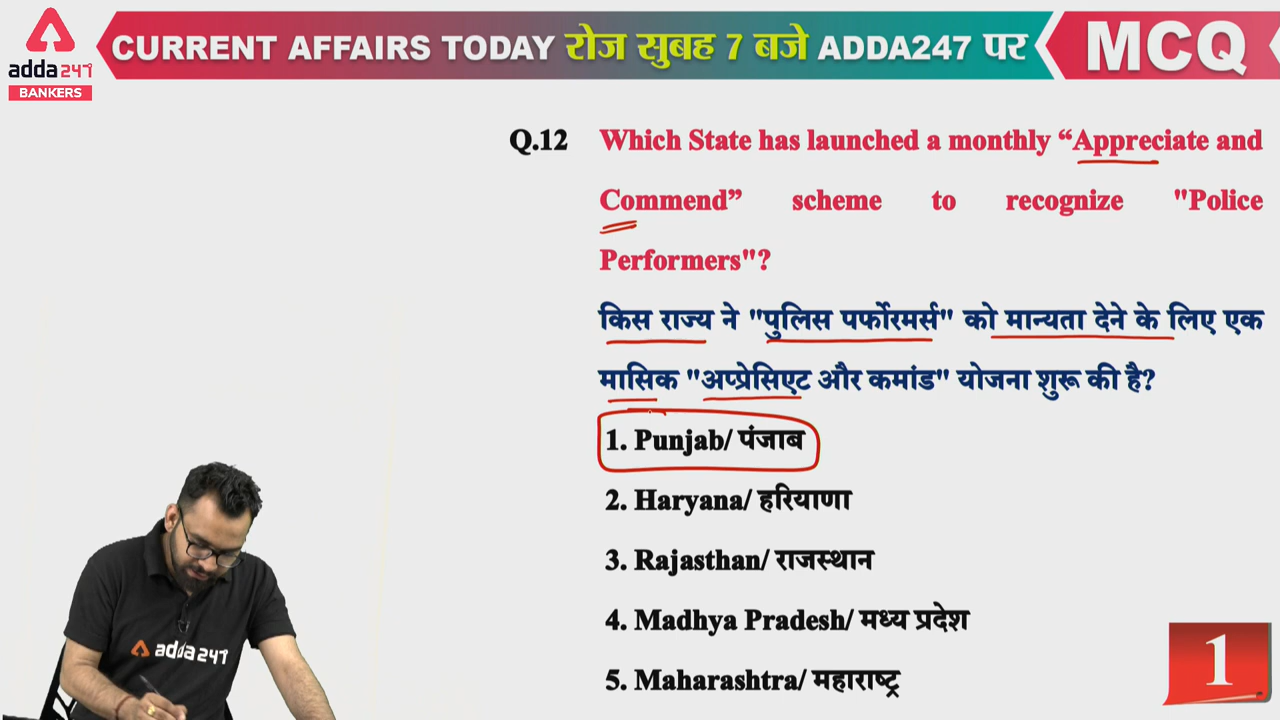 CURRENT AFFAIRS TODAY रोज सुबह 7 बजे ADDA247 पर
MCQ
adda247
BANKERS
Q.12 Which State has launched a monthly “Appreciate and
Commend” scheme to recognize "Police
Performers"?
किस राज्य ने "पुलिस पर्फोरमर्स" को मान्यता देने के लिए एक
मासिक "अप्प्रेसिएट और कमांड" योजना शुरू की है?
1. Punjab/ पंजाब
2. Haryana/ हरियाणा
3. Rajasthan/ राजस्थान
4. Madhya Pradesh/ मध्य प्रदेश
5. Maharashtra/ महाराष्ट्र
adda247
1